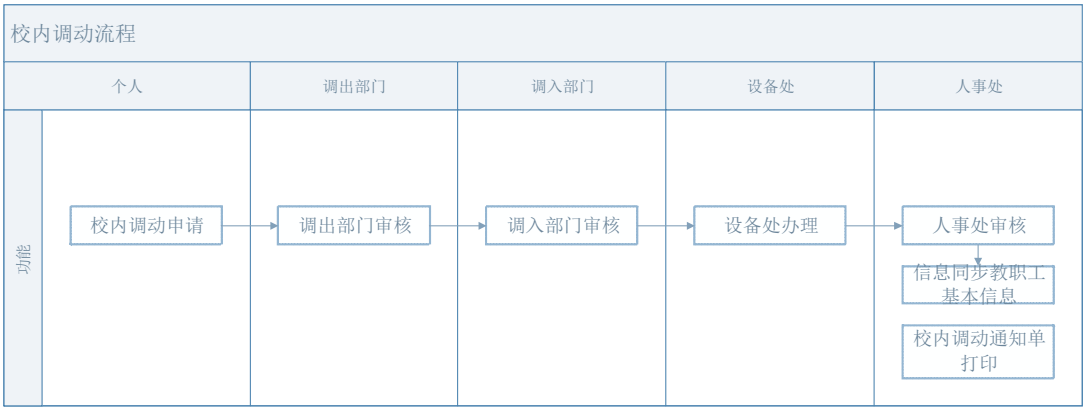 校内调动流程
个人
调出部门
调入部门
设备处
人事处
功能
校内调动申请
调出部门审核
调入部门审核
设备处办理
人事处审核
信息同步教职工
基本信息
校内调动通知单
打印